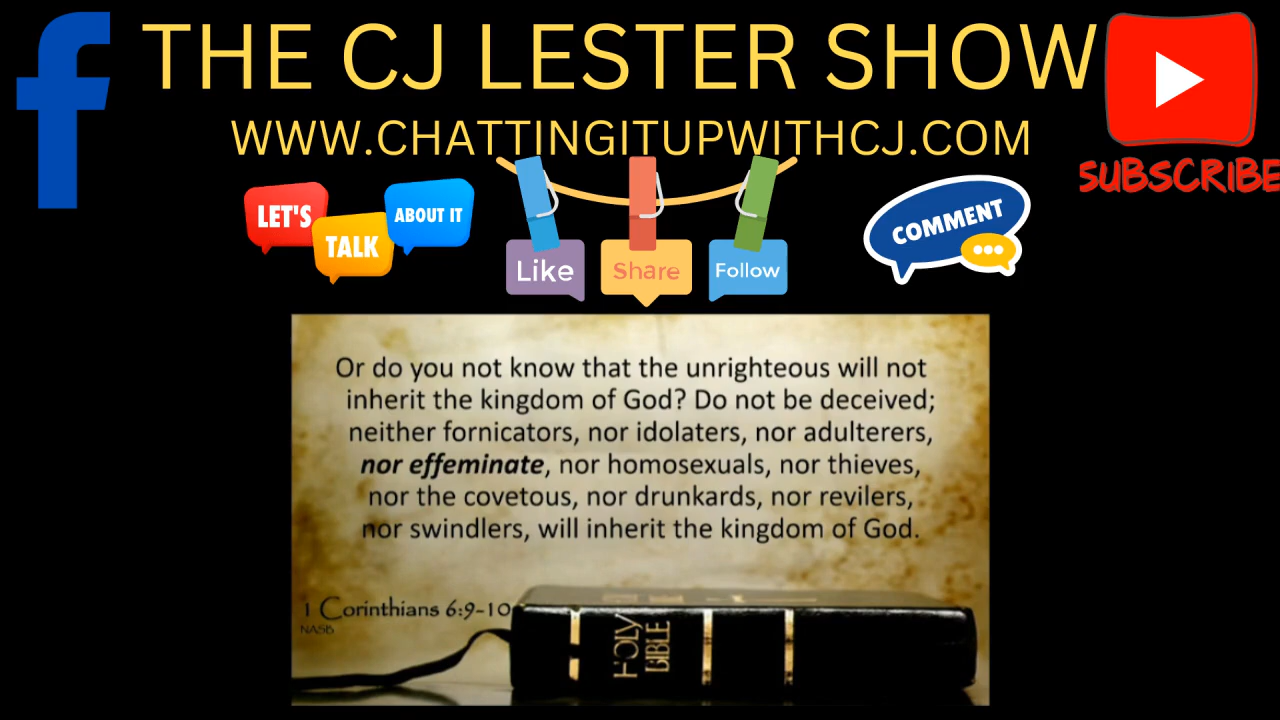 THE CJ LESTER SHOW
WWW.CHATTINGITUPWITHCJ.COM
SUBSCRIBE
LET'S
TALK
ABOUT IT
Like
Share
Follow
COMMENT
Or do you not know that the unrighteous will not
inherit the kingdom of God? Do not be deceived;
neither fornicators, nor idolaters, nor adulterers,
nor effeminate, nor homosexuals, nor thieves,
nor the covetous, nor drunkards, nor revilers,
nor swindlers, will inherit the kingdom of God.
1 Corinthians 6:9-10
NASB
HOLY
BIBLE